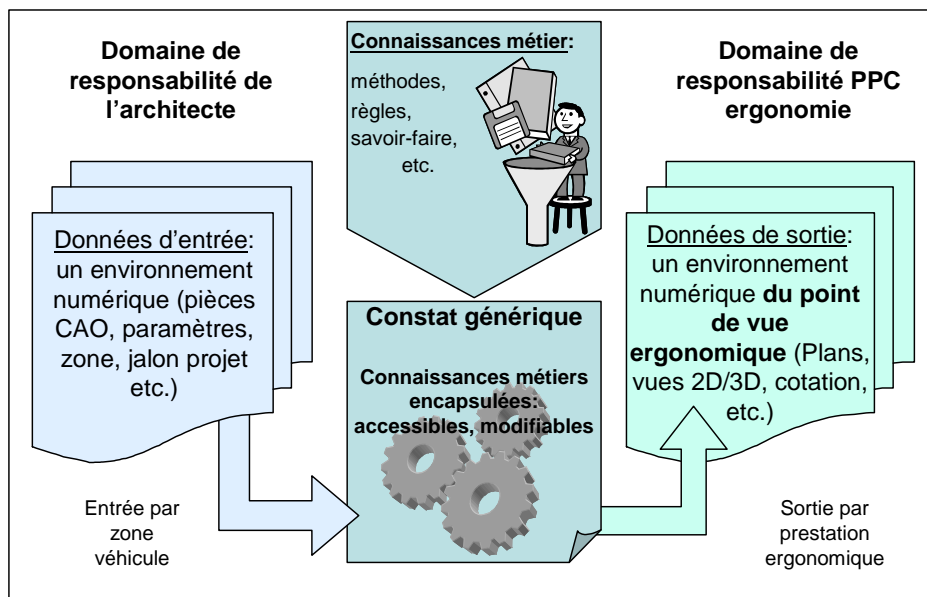 Domaine de
responsabilité de
l'architecte
Données d'entrée:
un environnement
numérique (pièces
CAO, paramètres,
zone, jalon projet
etc.)
Entrée par
zone
véhicule
Connaissances métier:
méthodes,
règles,
savoir-faire,
etc.
Constat générique
Connaissances métiers
encapsulées:
accessibles, modifiables
Domaine de
responsabilité PPC
ergonomie
Données de sortie:
un environnement
numérique du point
de vue
ergonomique (Plans,
vues 2D/3D, cotation,
etc.)
Sortie par
prestation
ergonomique